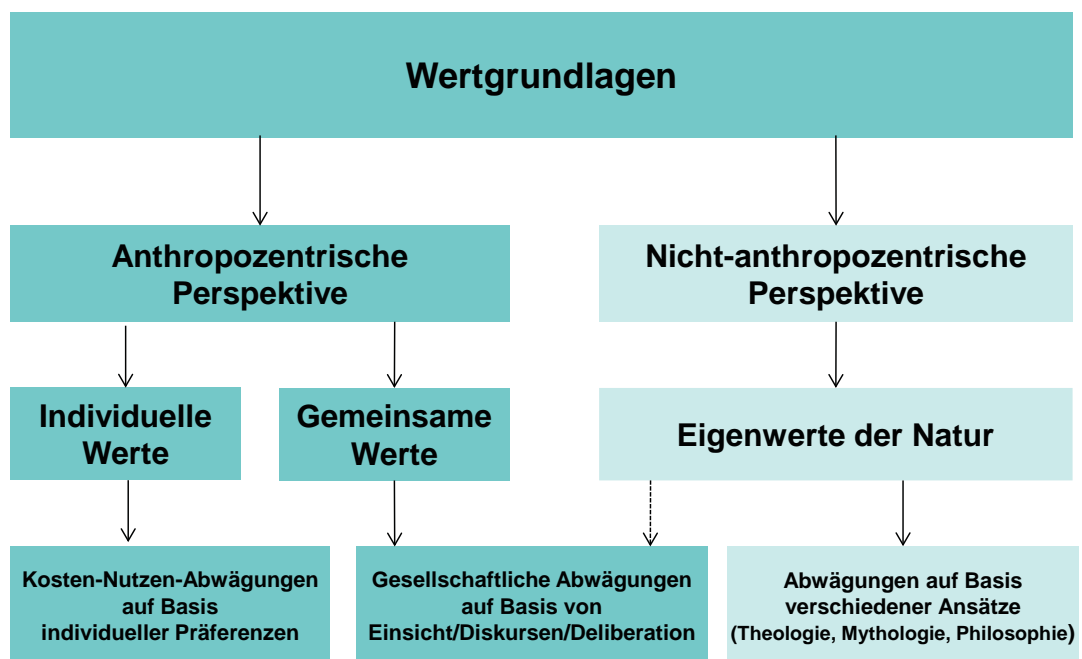 Wertgrundlagen
Anthropozentrische
Perspektive
Nicht-anthropozentrische
Perspektive
Individuelle
Werte
Gemeinsame
Werte
Eigenwerte der Natur
Kosten-Nutzen-Abwägungen
auf Basis
individueller Präferenzen
Gesellschaftliche Abwägungen
auf Basis von
Einsicht/Diskursen/Deliberation
Abwägungen auf Basis
verschiedener Ansätze
(Theologie, Mythologie, Philosophie)